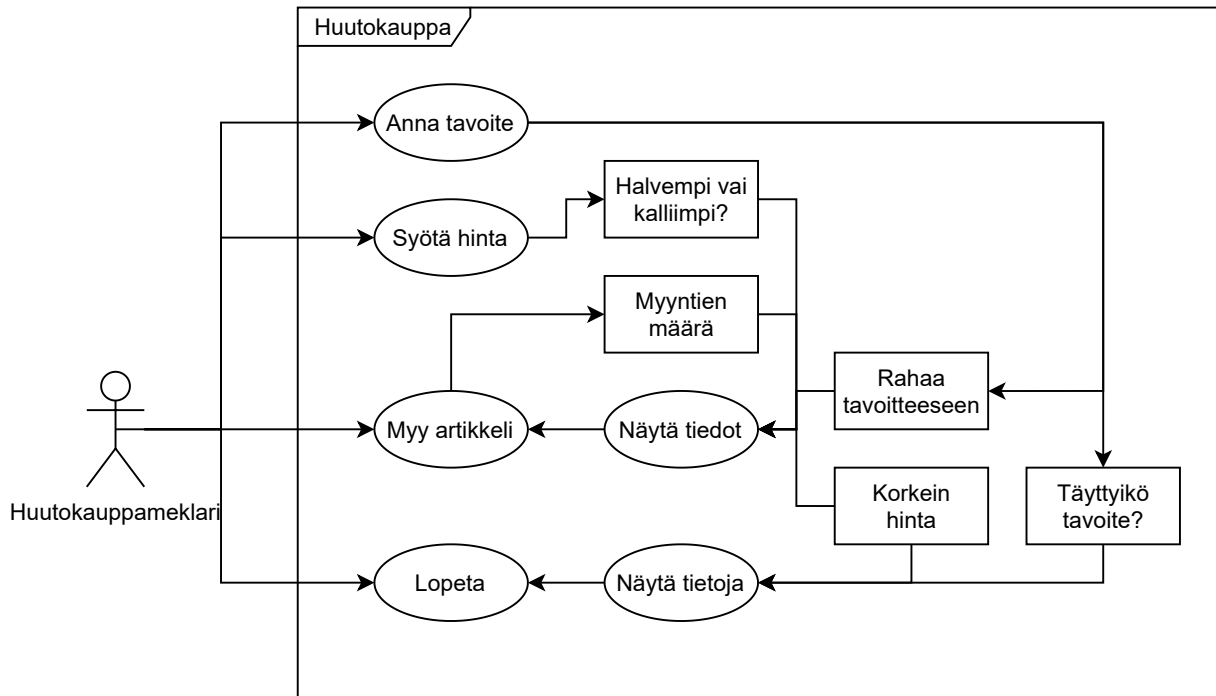 Huutokauppa
Anna tavoite
Halvempi vai
kalliimpi?
Syötä hinta
Myyntien
määrä
Rahaa
tavoitteeseen
Myy artikkeli
Näytä tiedot
Huutokauppameklari
Korkein
hinta
Täyttyikö
tavoite?
Lopeta
Näytä tietoja